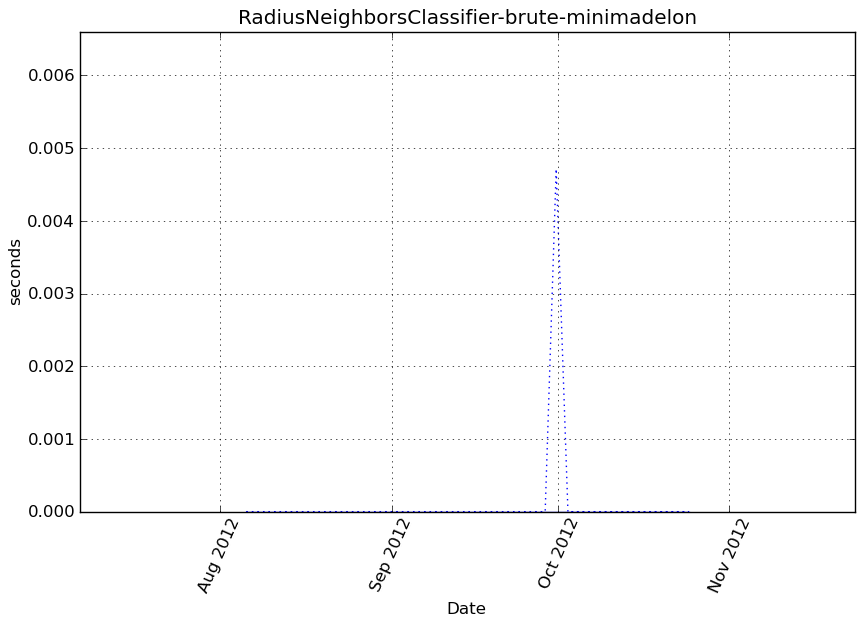 RadiusNeighborsClassifier-brute-minimadelon
0.006
0.005
0.004
0.003
0.002
0.001
0.000
seconds
Aug 2012
Sep 2012
Oct 2012
Nov 2012
Date